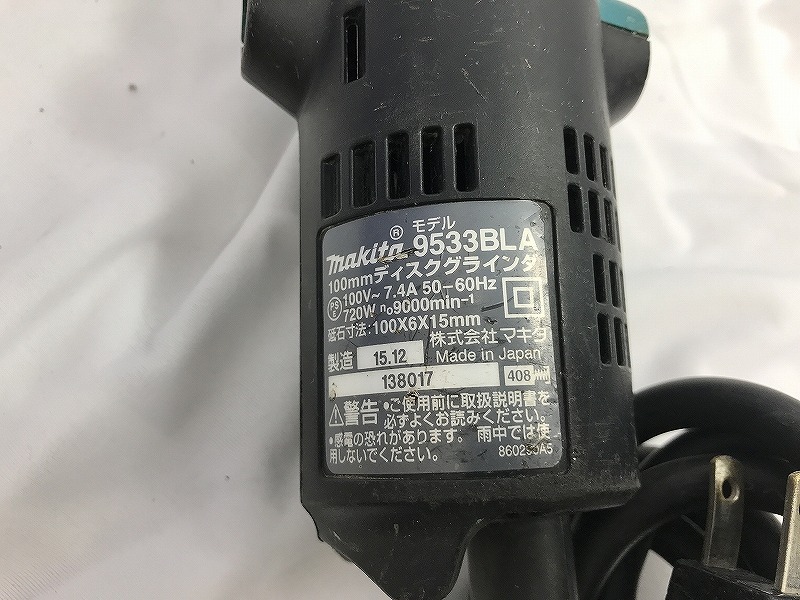 モデル
makita® 9533BLA
100mmディスクグラインダ
PS E 100V~ 7.4A 50-60Hz
720W n₀9000min⁻¹
砥石寸法:100X6X15mm
株式会社マキタ
製造 15.12 Made in Japan
138017 408
⚠警告 •ご使用前に取扱説明書を
必ずよくお読みください。
•感電の恐れがあります。雨中では使
用しないでください。